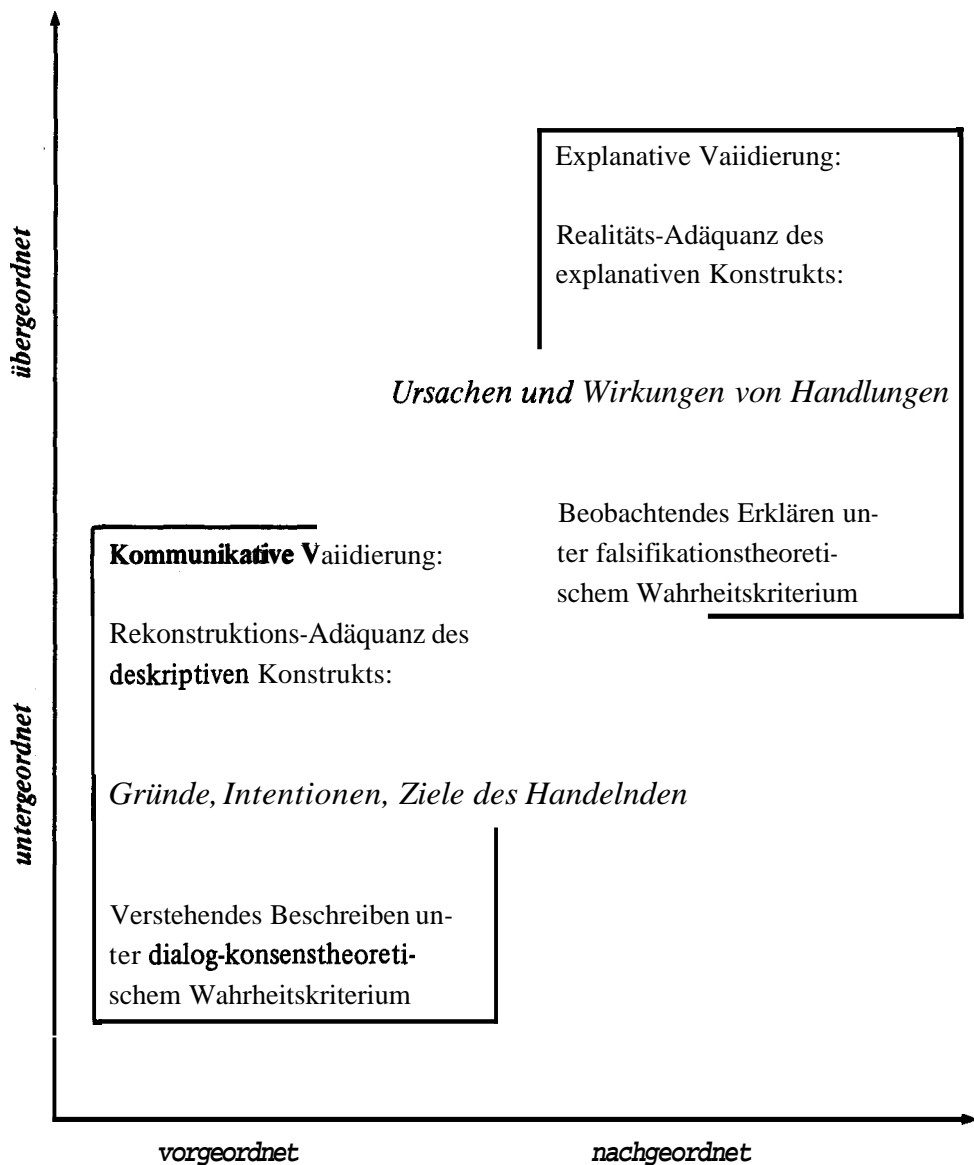 übergeordnet
Explanative Vaiidierung:
Realitäts-Adäquanz des
explanativen Konstrukts:
Ursachen und Wirkungen von Handlungen
Beobachtendes Erklären un-
ter falsifikationstheoreti-
schem Wahrheitskriterium
untergeordnet
Kommunikative Vaiidierung:
Rekonstruktions-Adäquanz des
deskriptiven Konstrukts:
Gründe, Intentionen, Ziele des Handelnden
Verstehendes Beschreiben un-
ter dialog-konsenstheoreti-
schem Wahrheitskriterium
vorgeordnet
nachgeordnet